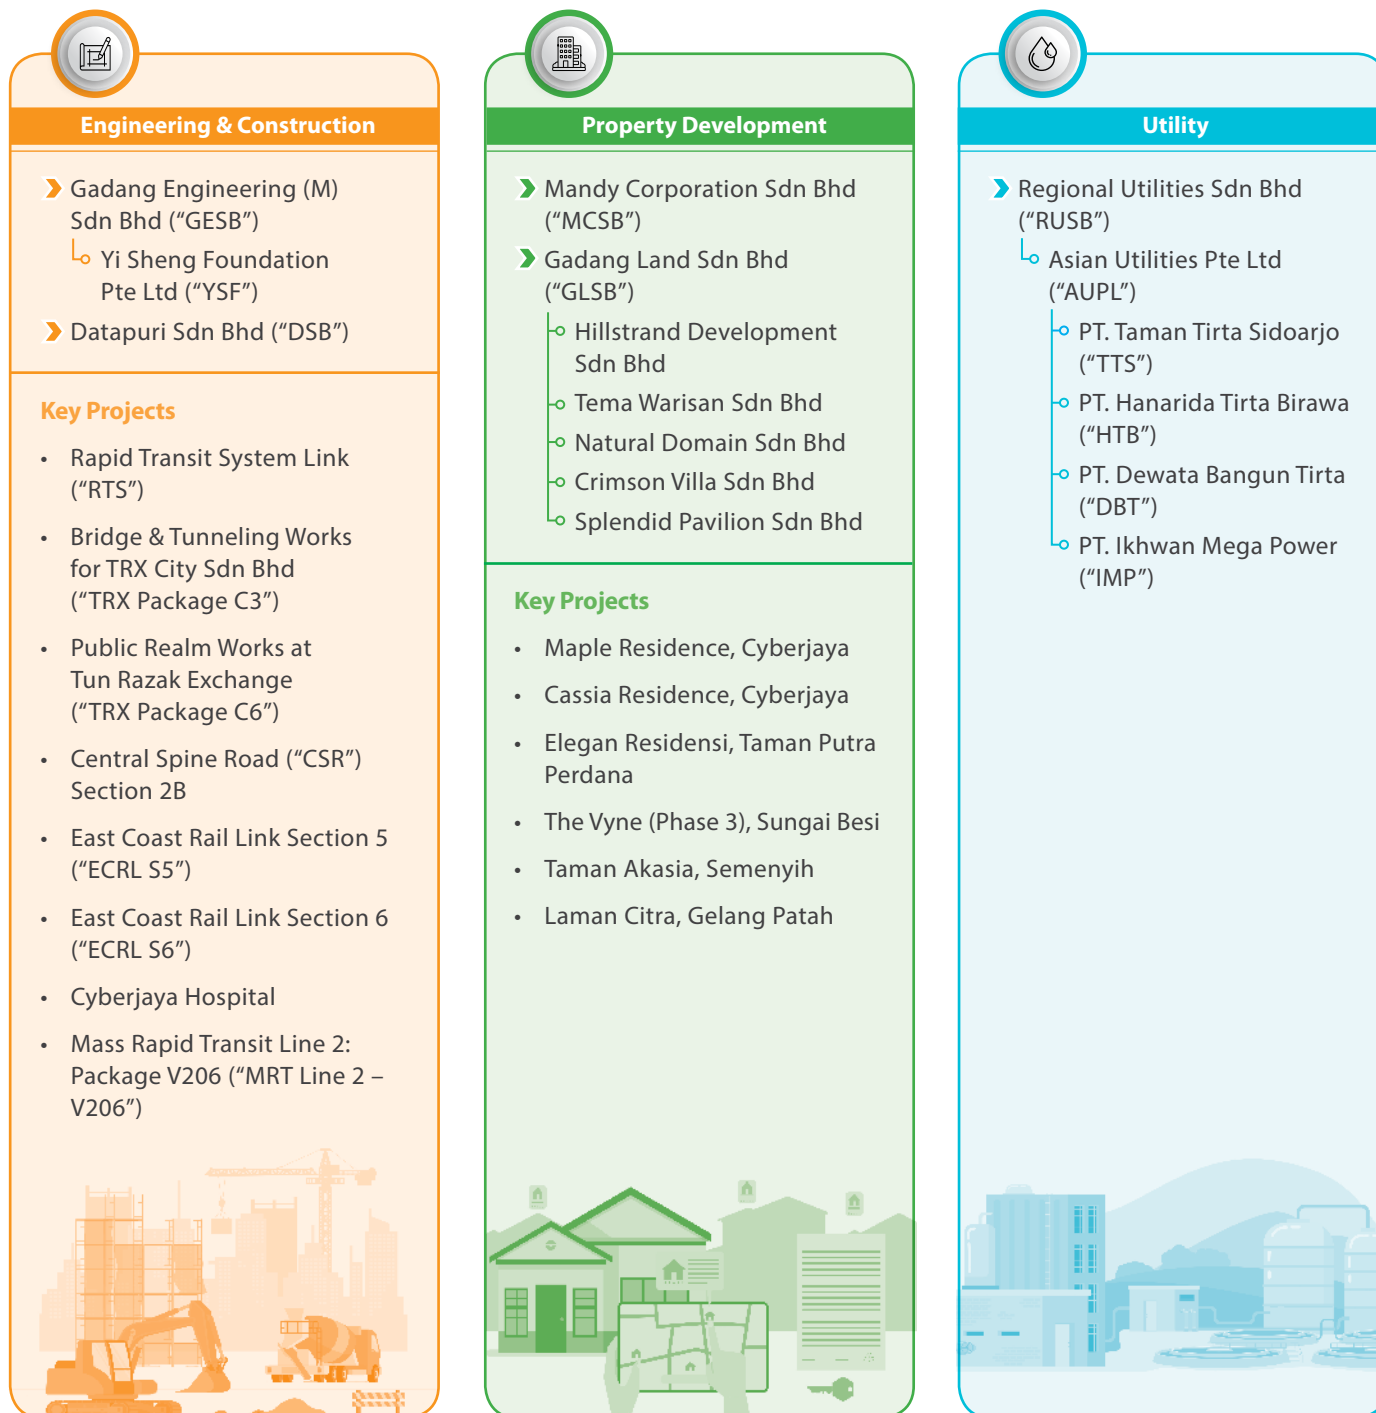 Engineering & Construction
Gadang Engineering (M)
Sdn Bhd (“GESB”)
Yi Sheng Foundation
Pte Ltd (“YSF”)
Datapuri Sdn Bhd (“DSB”)
Key Projects
• Rapid Transit System Link
(“RTS”)
• Bridge & Tunneling Works
for TRX City Sdn Bhd
(“TRX Package C3”)
• Public Realm Works at
Tun Razak Exchange
(“TRX Package C6”)
• Central Spine Road (“CSR”)
Section 2B
• East Coast Rail Link Section 5
(“ECRL S5”)
• East Coast Rail Link Section 6
(“ECRL S6”)
• Cyberjaya Hospital
• Mass Rapid Transit Line 2:
Package V206 (“MRT Line 2 –
V206”)
Property Development
Mandy Corporation Sdn Bhd
(“MCSB”)
Gadang Land Sdn Bhd
(“GLSB”)
Hillstrand Development
Sdn Bhd
Tema Warisan Sdn Bhd
Natural Domain Sdn Bhd
Crimson Villa Sdn Bhd
Splendid Pavilion Sdn Bhd
Key Projects
• Maple Residence, Cyberjaya
• Cassia Residence, Cyberjaya
• Elegan Residensi, Taman Putra
Perdana
• The Vyne (Phase 3), Sungai Besi
• Taman Akasia, Semenyih
• Laman Citra, Gelang Patah
Utility
Regional Utilities Sdn Bhd
(“RUSB”)
Asian Utilities Pte Ltd
(“AUPL”)
PT. Taman Tirta Sidoarjo
(“TTS”)
PT. Hanarida Tirta Birawa
(“HTB”)
PT. Dewata Bangun Tirta
(“DBT”)
PT. Ikhwan Mega Power
(“IMP”)